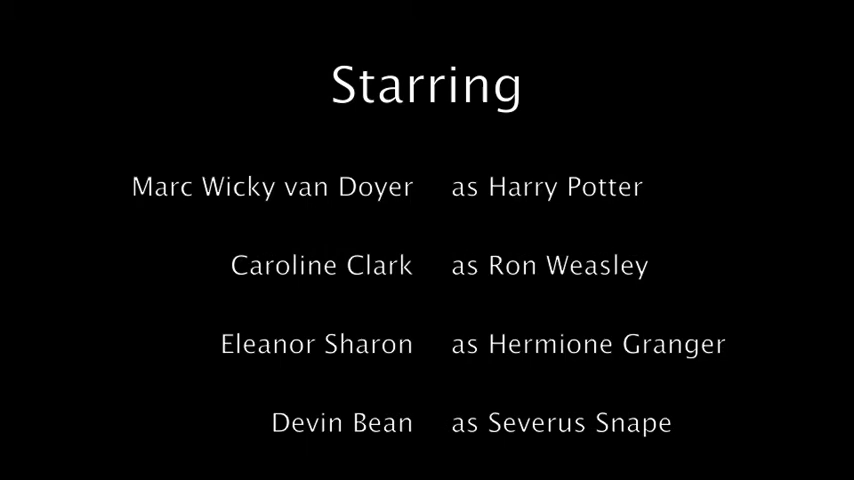 Starring
Marc Wicky van Doyer as Harry Potter
Caroline Clark as Ron Weasley
Eleanor Sharon as Hermione Granger
Devin Bean as Severus Snape